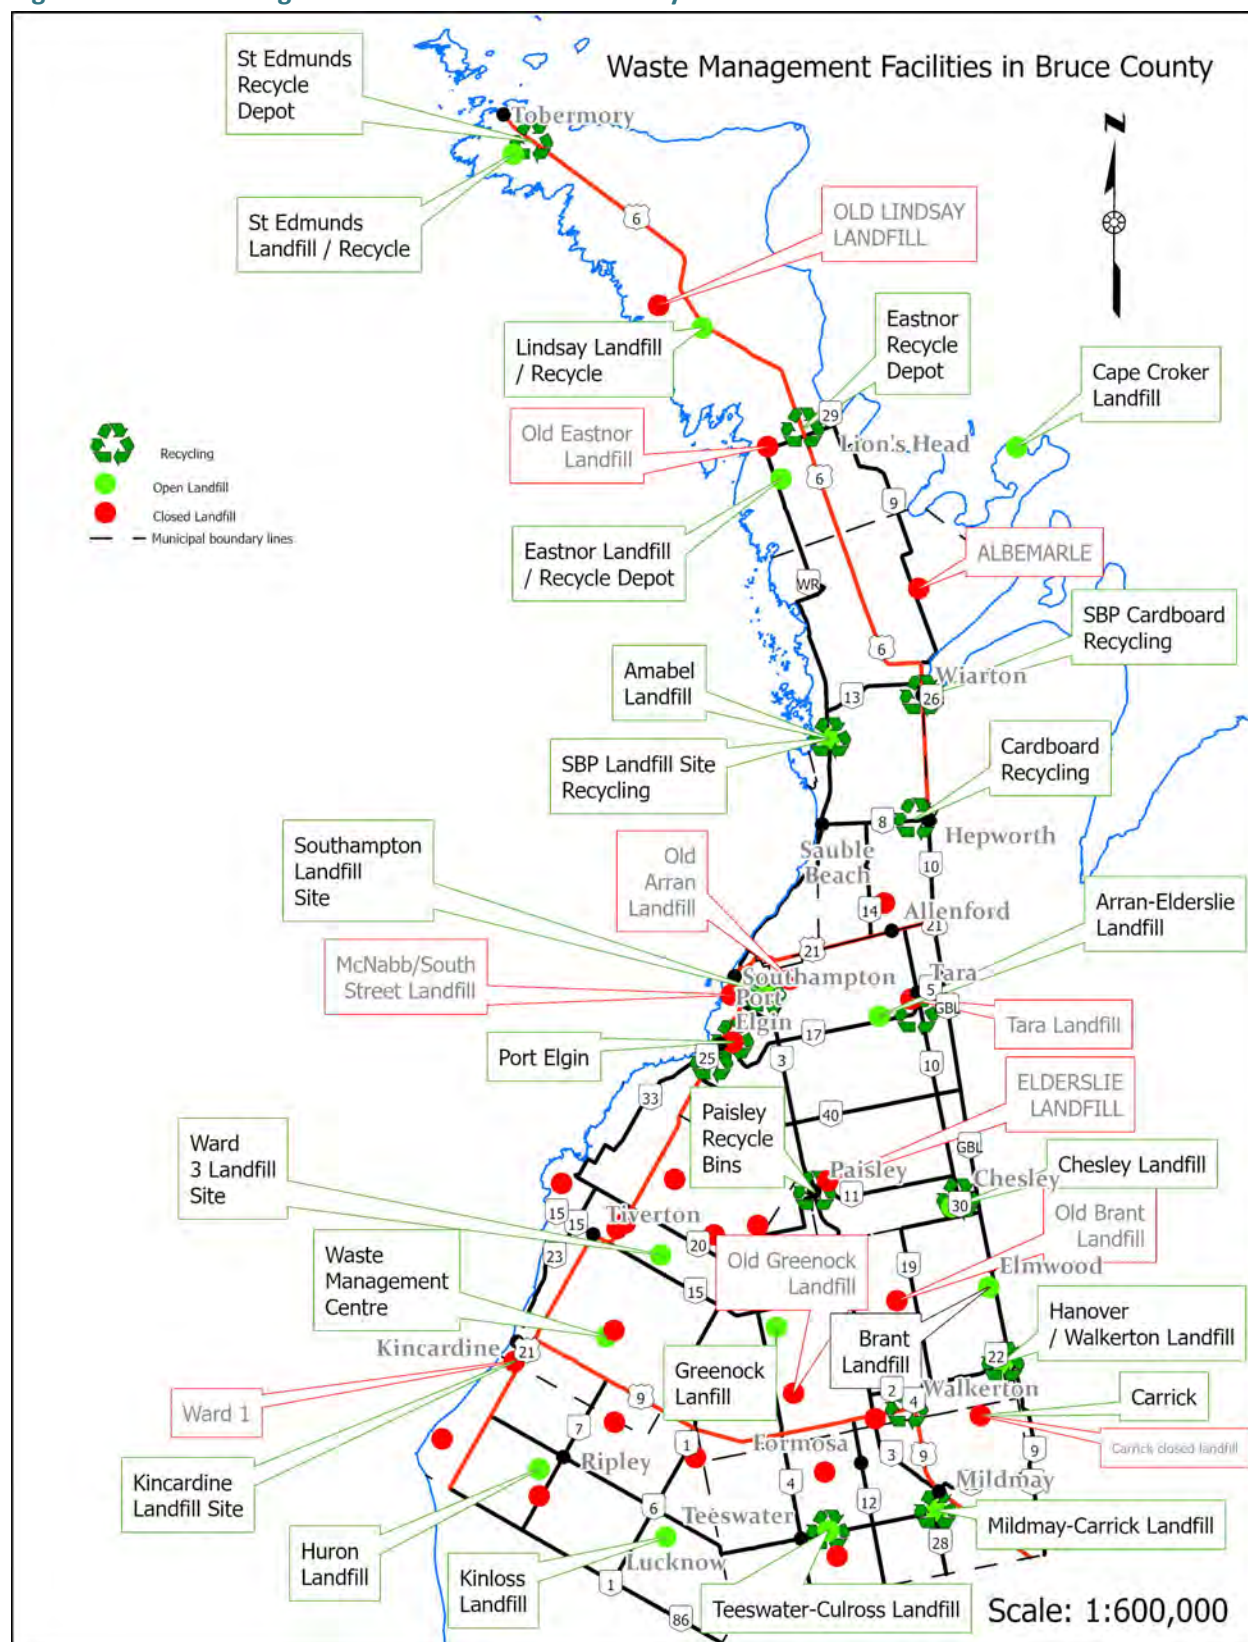 Waste Management Facilities in Bruce County
St Edmunds
Recycle
Depot
Tobermory
St Edmunds
Landfill / Recycle
6
OLD LINDSAY
LANDFILL
Lindsay Landfill
/ Recycle
Eastnor
Recycle
Depot
Cape Croker
Landfill
29
Old Eastnor
Landfill
Lion's Head
Recycling
Open Landfill
Closed Landfill
Municipal boundary lines
6
9
Eastnor Landfill
/ Recycle Depot
ALBEMARLE
WR
SBP Cardboard
Recycling
6
Amabel
Landfill
Wiarton
13
26
SBP Landfill Site
Recycling
Cardboard
Recycling
8
Hepworth
Southampton
Landfill
Site
Sauble
Beach
Old
Arran
Landfill
10
Arran-Elderslie
Landfill
14
Allenford
21
21
McNabb/South
Street Landfill
Southampton
Tara
5
Port
Elgin
GBL
Tara Landfill
17
Port Elgin
25
3
10
ELDERSLIE
LANDFILL
33
40
Paisley
Recycle
Bins
Ward
3 Landfill
Site
GBL
Paisley
Chesley Landfill
Chesley
11
30
15
15
Tiverton
Old Brant
Landfill
20
23
Old Greenock
Landfill
19
Elmwood
Waste
Management
Centre
15
Hanover
/ Walkerton Landfill
Kincardine
21
Brant
Landfill
22
Greenock
Lanfill
9
2
Walkerton
4
Carrick
Ward 1
7
1
Formosa
3
9
9
Carrick closed landfill
Ripley
4
Mildmay
Kincardine
Landfill Site
6
Teeswater
12
28
Mildmay-Carrick Landfill
Huron
Landfill
Lucknow
Kinloss
Landfill
1
86
Teeswater-Culross Landfill
Scale: 1:600,000